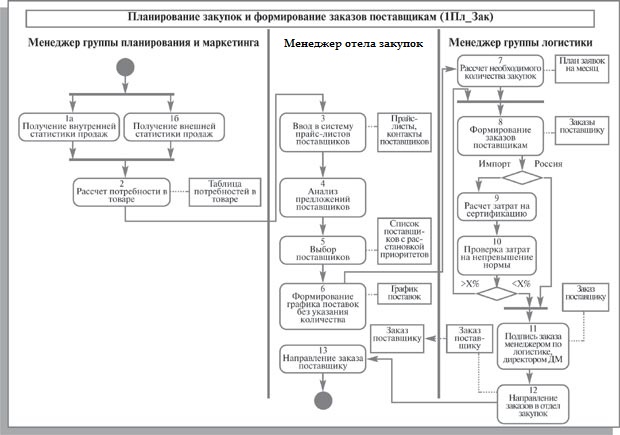 Планирование закупок и формирование заказов поставщикам (1Пл_Зак)
Менеджер группы планирования и маркетинга
Менеджер отела закупок
Менеджер группы логистики
1а
Получение внутренней
статистики продаж
1б
Получение внешней
статистики продаж
2
Рассчет потребности в
товаре
Таблица
потребностей в
товаре
3
Ввод в систему
прайс-листов
поставщиков
Прайс-
листы,
контакты
поставщиков
4
Анализ
предложений
поставщиков
5
Выбор
поставщиков
Список
поставщи-
ков с рас-
становкой
приоритетов
6
Формирование
графика поставок
без указания
количества
График
поставок
7
Рассчет необходимого
количества закупок
План заявок
на месяц
8
Формирование
заказов
поставщикам
Заказы
поставщику
Импорт
Россия
9
Расчет затрат на
сертификацию
10
Проверка затрат
на непревышение
нормы
>X%
<X%
Заказ
поставщику
11
Подпись заказа
менеджером по
логистике,
директором ДМ
12
Направление
заказов в отдел
закупок
Заказ
постав-
щику
Заказ
поставщику
13
Направление заказа
поставщику